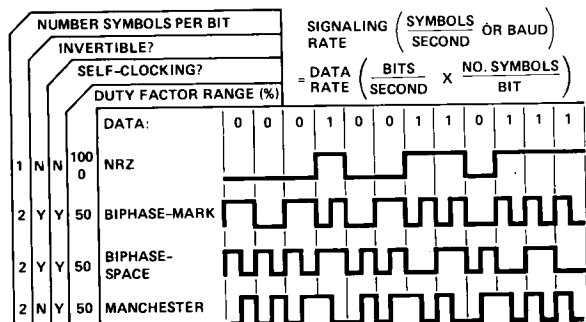 NUMBER SYMBOLS PER BIT
INVERTIBLE?
SELF-CLOCKING?
DUTY FACTOR RANGE (%)
SIGNALING RATE (SYMBOLS/SECOND OR BAUD)
= DATA RATE (BITS/SECOND X NO. SYMBOLS/BIT)
DATA: 0 0 0 1 0 0 1 1 0 1 1 1
1 N N 100 0 NRZ
2 Y Y 50 BIPHASE-MARK
2 Y Y 50 BIPHASE-SPACE
2 N Y 50 MANCHESTER